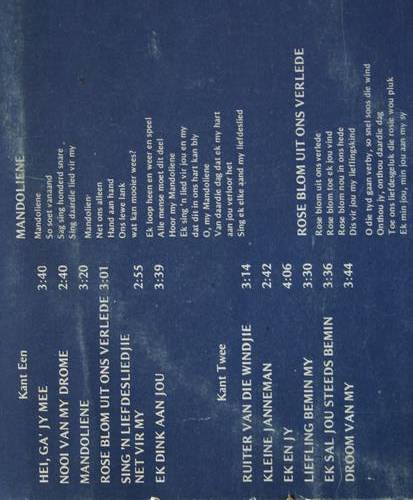 Kant Een
HEI, GA' JY MEE 3:40
NOOI VAN MY DROME 2:40
MANDOLIENE 3:20
ROSE BLOM UIT ONS VERLEDE 3:01
SING 'N LIEFDESLIEDJIE
NET VIR MY 2:55
EK DINK AAN JOU 3:39
Kant Twee
RUITER VAN DIE WINDJIE 3:14
KLEINE JANNEMAN 2:42
EK EN JY 4:06
LIEFLING BEMIN MY 3:30
EK SAL JOU STEEDS BEMIN 3:36
DROOM VAN MY 3:44
MANDOLIENE
Mandoliene
So soet vanaand
Sag sing honderd snare
Sing daardie lied vir my
Mandolien
Net ons alleen
Hand aan hand
Ons lewe lank
wat kan mooier wees?
Ek loop heen en weer en speel
Alle mense moet dit deel
Hoor my Mandoliene
Ek sing 'n lied vir jou en my
dat dit in ons hart kan bly
O, my Mandoliene
Van daardie dag dat ek my hart
aan jou verloor het
Sing ek elke aand my liefdeslied
ROSE BLOM UIT ONS VERLEDE
Rose blom uit ons verlede
Rose blom toe ek jou vind
Rose blom nou in ons hede
Dis vir jou my lieflingskind
O die tyd gaan verby, so snel soos die wind
Onthou jy, onthou daardie dag
Toe ons liefdesgeluk die rosie wou pluk
Ek min jou, min jou aan my sy